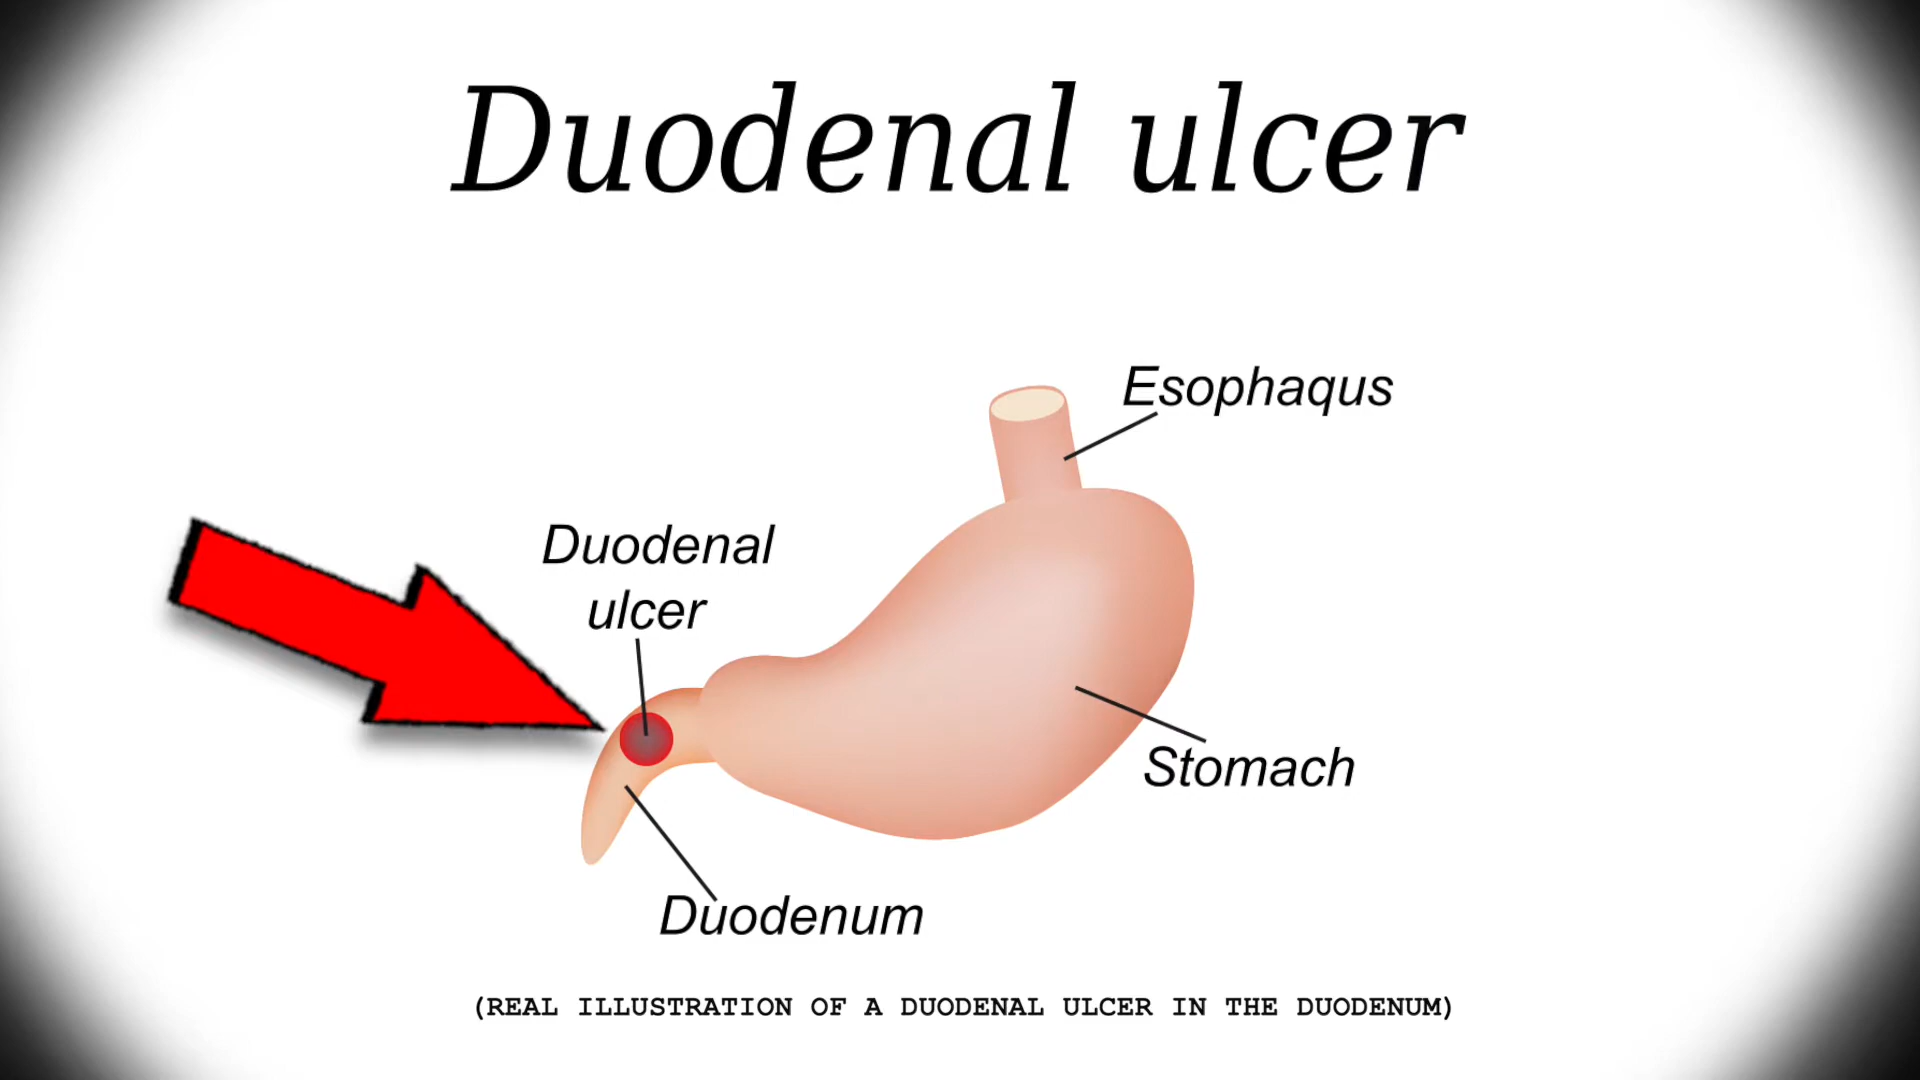 Duodenal ulcer
Esophaqus
Duodenal
ulcer
Stomach
Duodenum
(REAL ILLUSTRATION OF A DUODENAL ULCER IN THE DUODENUM)